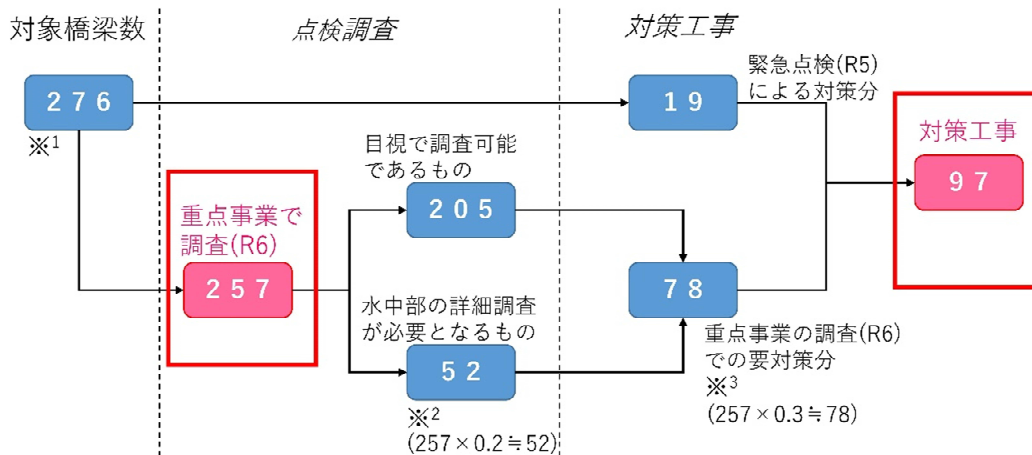 対象橋梁数
点検調査
対策工事
276
※1
19
緊急点検(R5)
による対策分
対策工事
97
目視で調査可能
であるもの
205
重点事業で
調査(R6)
257
78
水中部の詳細調査
が必要となるもの
52
※2
(257×0.2≒52)
重点事業の調査(R6)
での要対策分
※3
(257×0.3≒78)